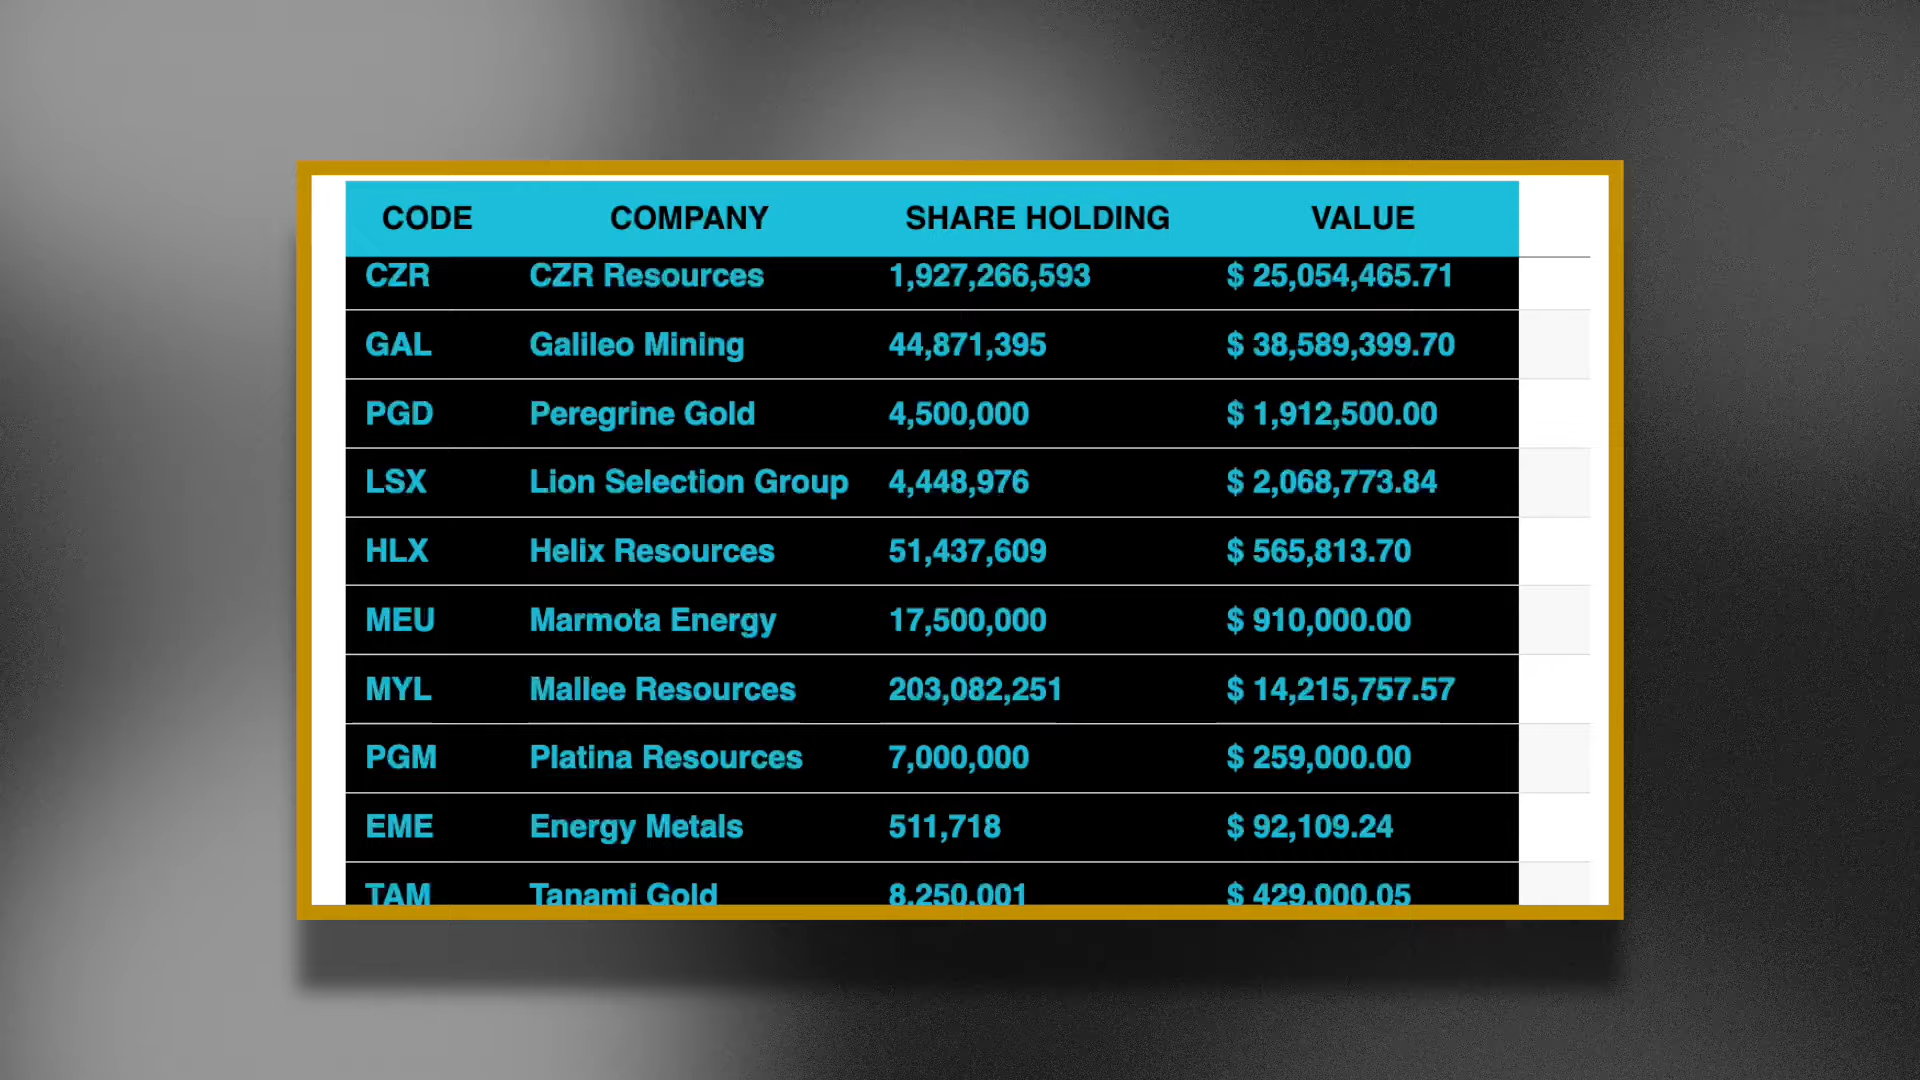 CODE COMPANY SHARE HOLDING VALUE
CZR CZR Resources 1,927,266,593 $ 25,054,465.71
GAL Galileo Mining 44,871,395 $ 38,589,399.70
PGD Peregrine Gold 4,500,000 $ 1,912,500.00
LSX Lion Selection Group 4,448,976 $ 2,068,773.84
HLX Helix Resources 51,437,609 $ 565,813.70
MEU Marmota Energy 17,500,000 $ 910,000.00
MYL Mallee Resources 203,082,251 $ 14,215,757.57
PGM Platina Resources 7,000,000 $ 259,000.00
EME Energy Metals 511,718 $ 92,109.24
TAM Tanami Gold 8,250,001 $ 429,000.05